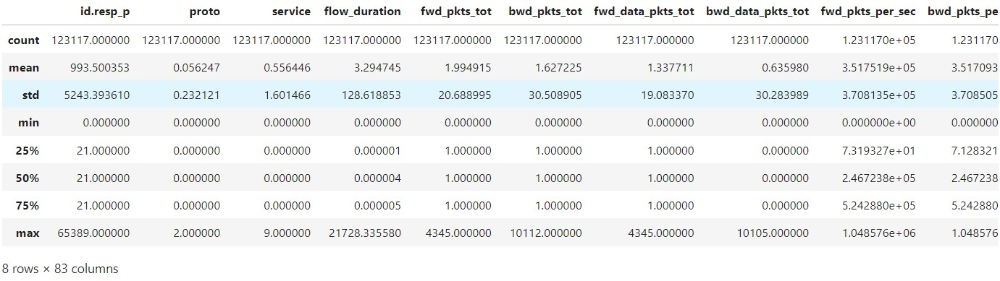 id.resp_p proto service flow_duration fwd_pkts_tot bwd_pkts_tot fwd_data_pkts_tot bwd_data_pkts_tot fwd_pkts_per_sec bwd_pkts_pe
count 123117.000000 123117.000000 123117.000000 123117.000000 123117.000000 123117.000000 123117.000000 123117.000000 1.231170e+05 1.231170
mean 993.500353 0.056247 0.556446 3.294745 1.994915 1.627225 1.337711 0.635980 3.517519e+05 3.517093
std 5243.393610 0.232121 1.601466 128.618853 20.688995 30.508905 19.083370 30.283989 3.708135e+05 3.708505
min 0.000000 0.000000 0.000000 0.000000 0.000000 0.000000 0.000000 0.000000 0.000000e+00 0.000000
25% 21.000000 0.000000 0.000000 0.000001 1.000000 1.000000 1.000000 0.000000 7.319327e+01 7.128321
50% 21.000000 0.000000 0.000000 0.000004 1.000000 1.000000 1.000000 0.000000 2.467238e+05 2.467238
75% 21.000000 0.000000 0.000000 0.000005 1.000000 1.000000 1.000000 0.000000 5.242880e+05 5.242880
max 65389.000000 2.000000 9.000000 21728.335580 4345.000000 10112.000000 4345.000000 10105.000000 1.048576e+06 1.048576
8 rows × 83 columns